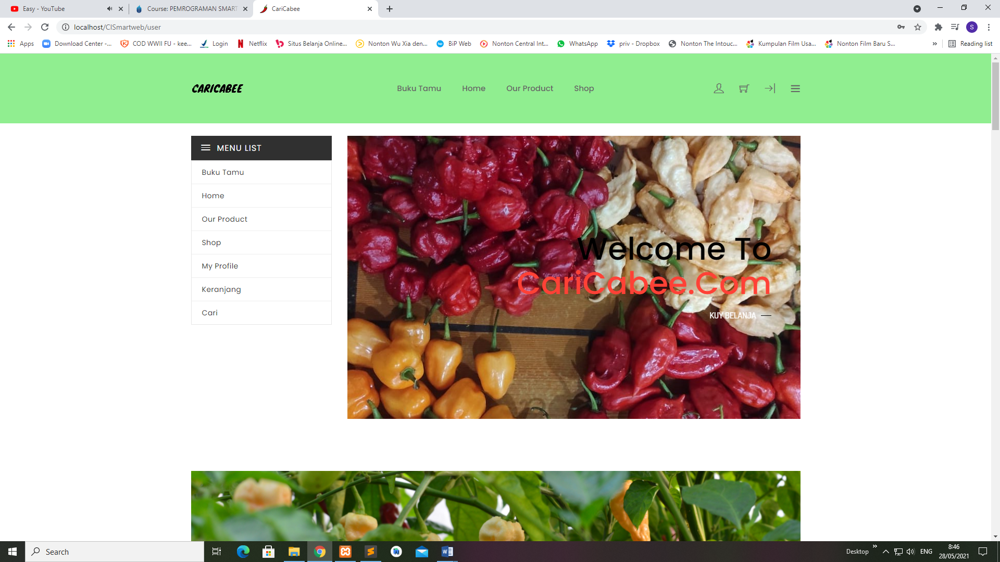 Easy - YouTube
Course: PEMROGRAMAN SMART
CariCabee
localhost/CISmartweb/user
S
Apps
Download Center -...
COD WWII FU - kee...
Login
Netflix
Situs Belanja Online...
Nonton Wu Xia den...
BiP Web
Nonton Central Int...
WhatsApp
priv - Dropbox
Nonton The Intouc...
Kumpulan Film Usa...
Nonton Film Baru S...
»
Reading list
CARICABEE
Buku Tamu
Home
Our Product
Shop
MENU LIST
Buku Tamu
Home
Our Product
Shop
My Profile
Keranjang
Cari
Welcome To
CariCabee.Com
KUY BELANJA
Search
Desktop
»
ENG
8:46
28/05/2021